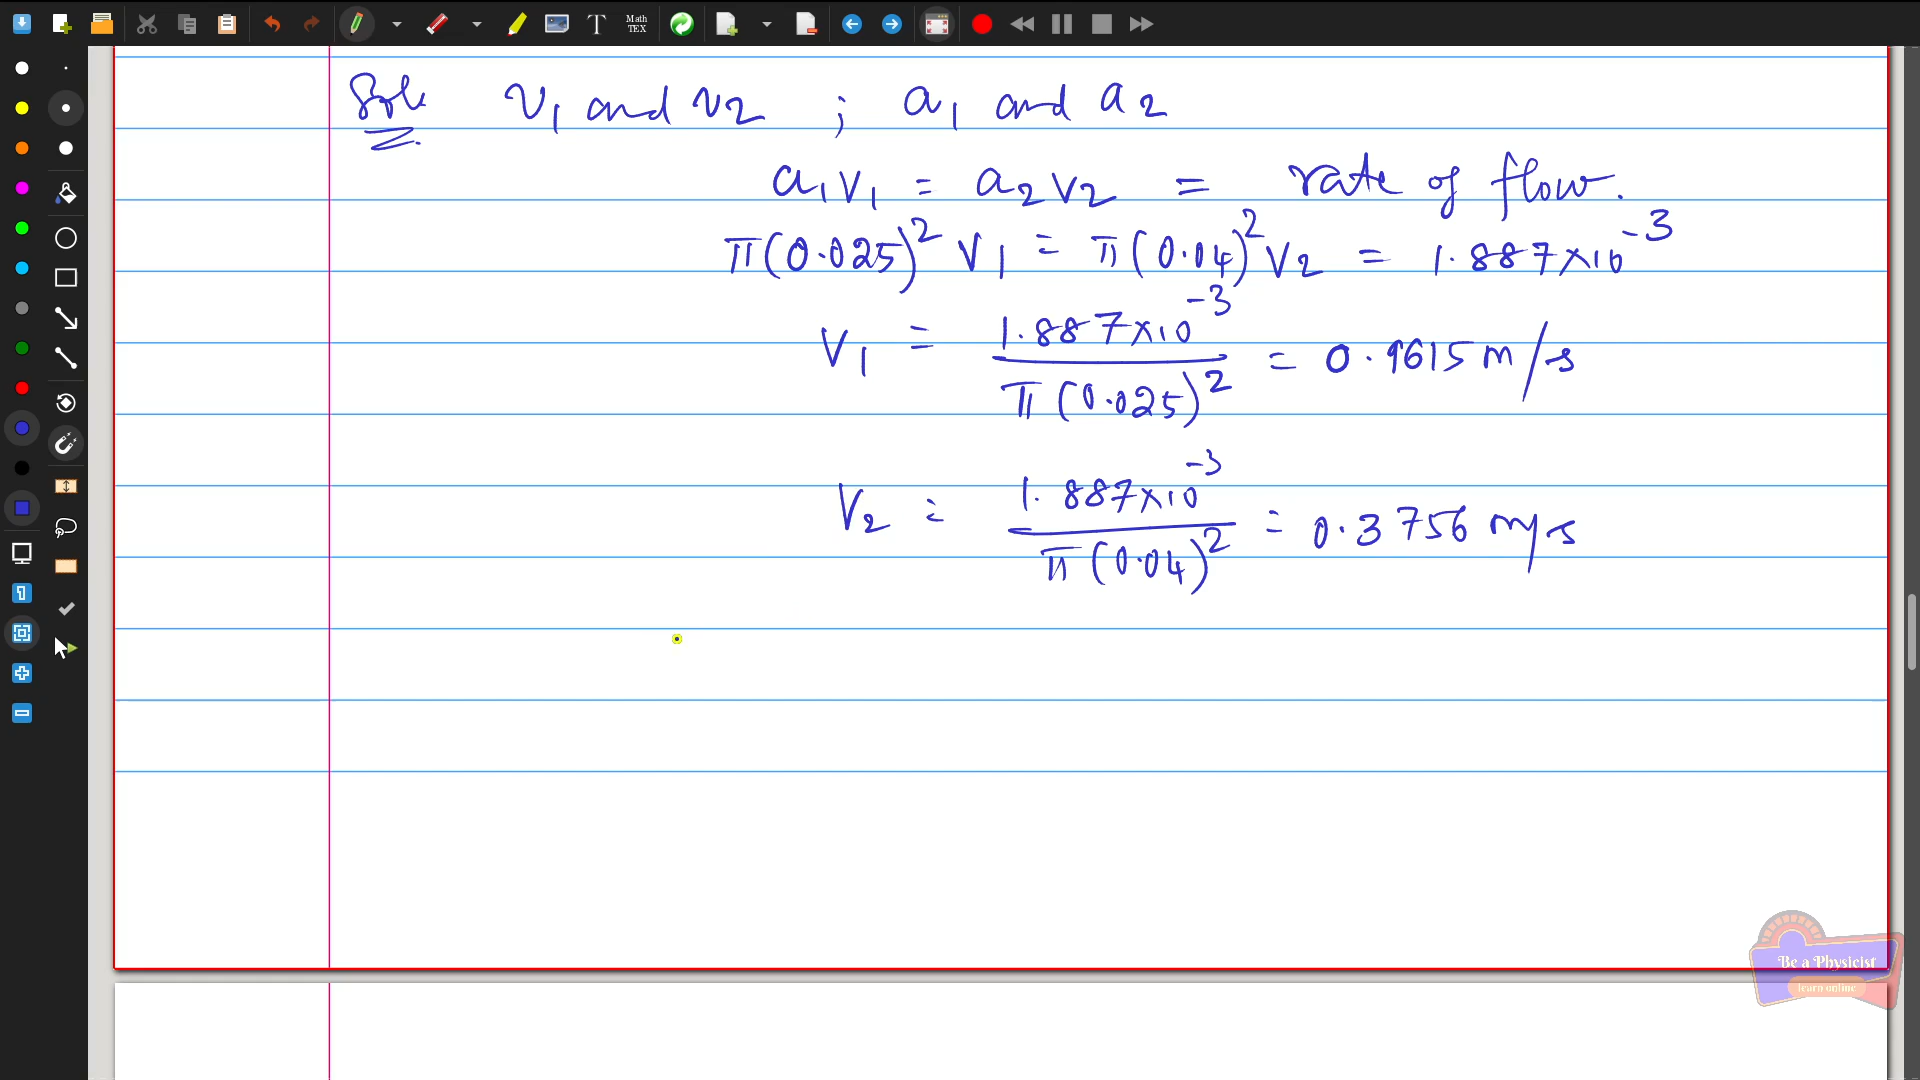 T Math TEX
Sol: v₁ and v₂ ; a₁ and a₂
a₁v₁ = a₂v₂ = rate of flow.
π(0.025)² v₁ = π(0.04)² v₂ = 1.887×10⁻³
v₁ = 1.887×10⁻³ / π(0.025)² = 0.9615 m/s
v₂ = 1.887×10⁻³ / π(0.04)² = 0.3756 m/s
Be a Physicist
learn online